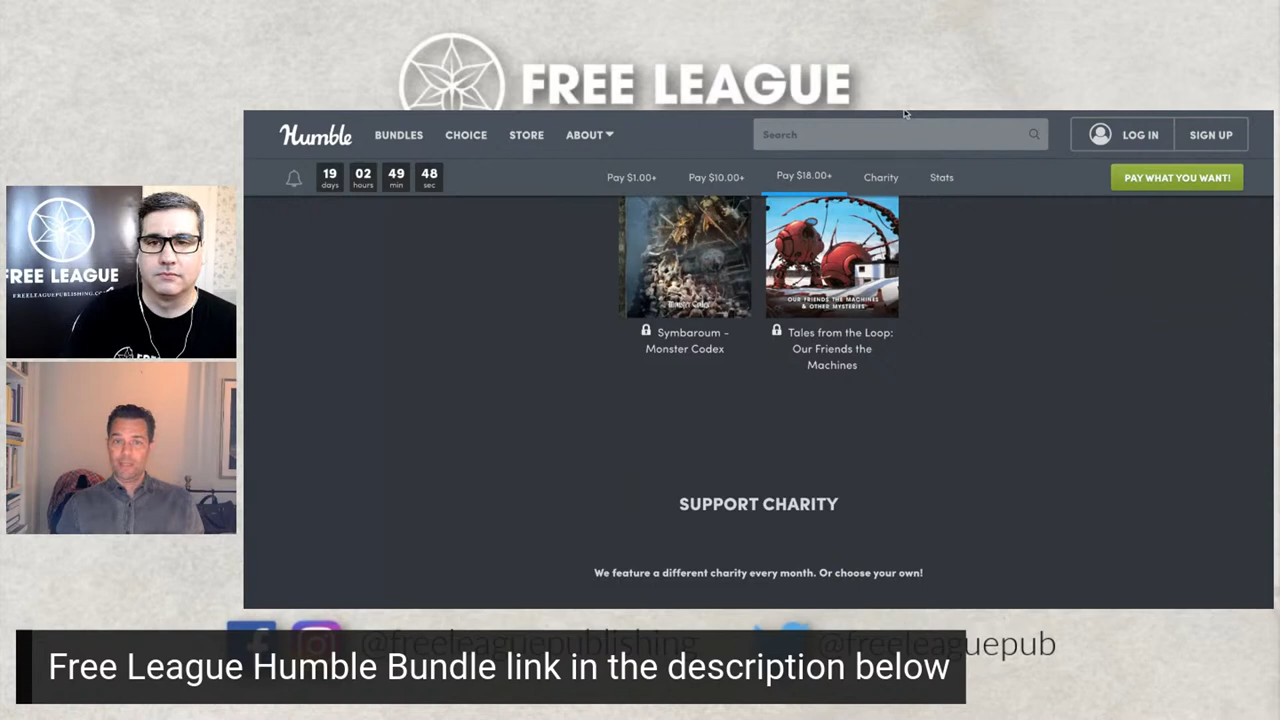 FREE LEAGUE
Humble
BUNDLES
CHOICE
STORE
ABOUT
Search
LOG IN
SIGN UP
19 days
02 hours
49 min
48 sec
Pay $1.00+
Pay $10.00+
Pay $18.00+
Charity
Stats
PAY WHAT YOU WANT!
FREE LEAGUE
OUR FRIENDS THE MACHINES
& OTHER MYSTERIES
Symbaroum -
Monster Codex
Tales from the Loop:
Our Friends the
Machines
SUPPORT CHARITY
We feature a different charity every month. Or choose your own!
@freeleaguepublishing
@freeleaguepub
Free League Humble Bundle link in the description below